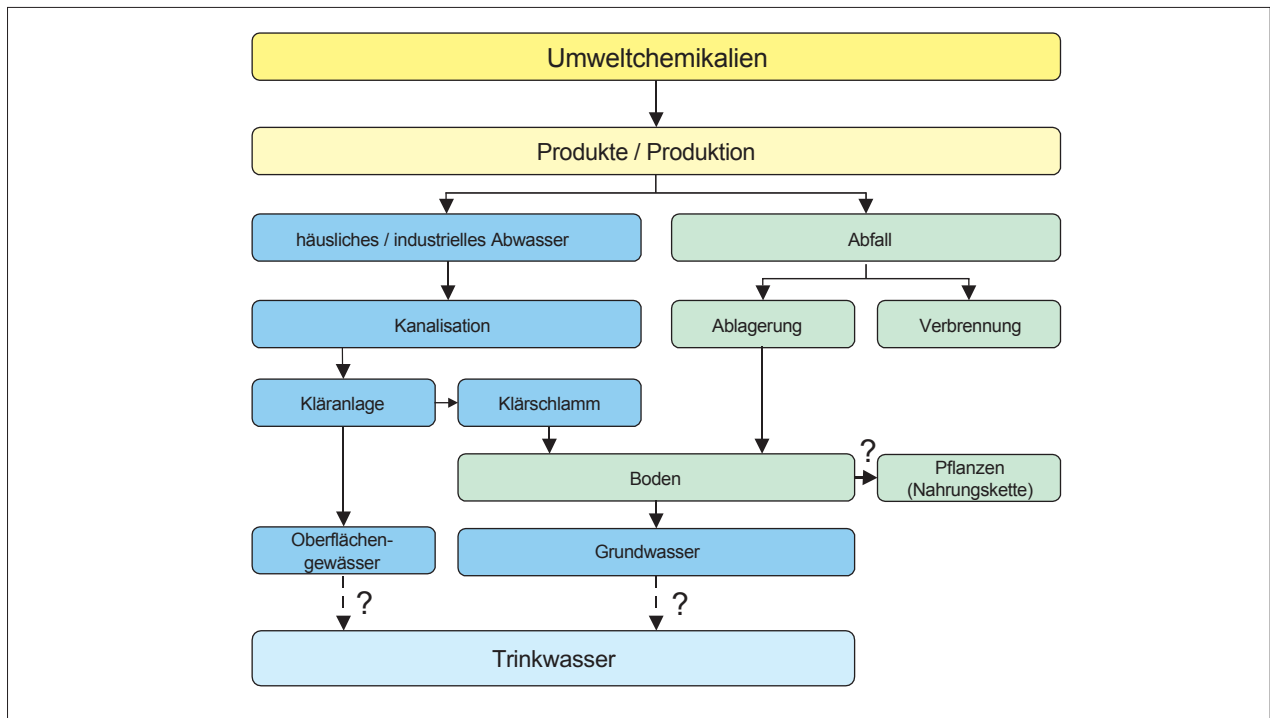 Umweltchemikalien
Produkte / Produktion
häusliches / industrielles Abwasser
Abfall
Kanalisation
Ablagerung
Verbrennung
Kläranlage
Klärschlamm
?
Boden
Pflanzen
(Nahrungskette)
Oberflächen-
gewässer
Grundwasser
?
?
Trinkwasser